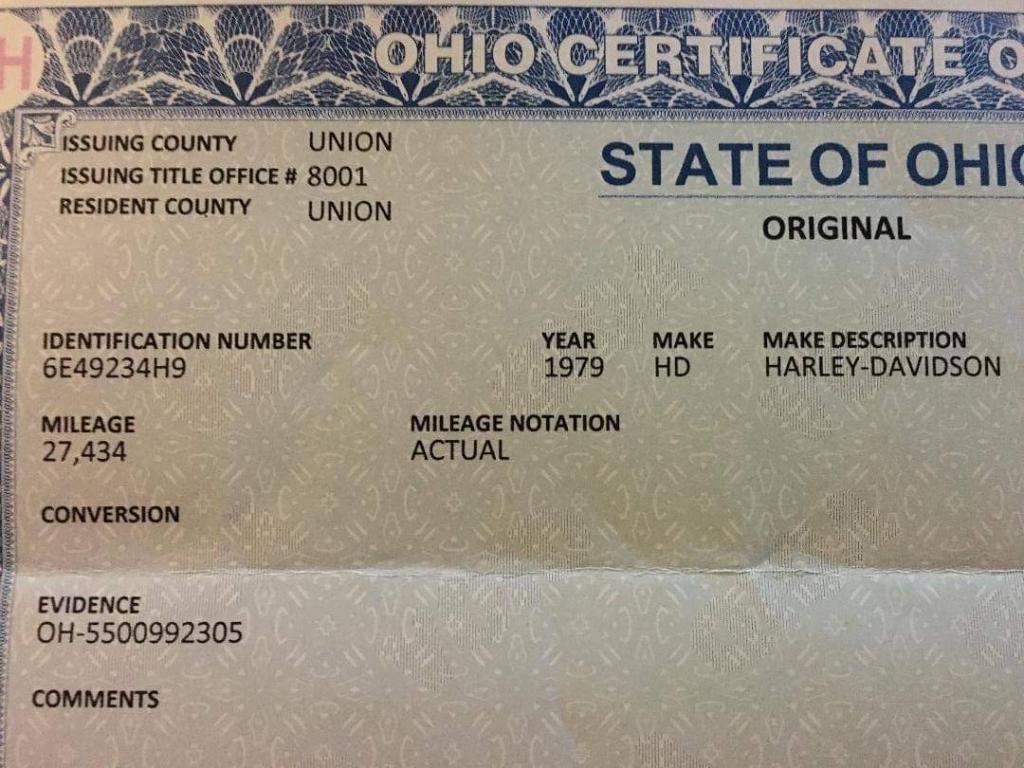 H
OHIO CERTIFICATE O
ISSUING COUNTY UNION
ISSUING TITLE OFFICE # 8001
RESIDENT COUNTY UNION
STATE OF OHIO
ORIGINAL
IDENTIFICATION NUMBER YEAR MAKE MAKE DESCRIPTION
6E49234H9 1979 HD HARLEY-DAVIDSON
MILEAGE MILEAGE NOTATION
27,434 ACTUAL
CONVERSION
EVIDENCE
OH-5500992305
COMMENTS